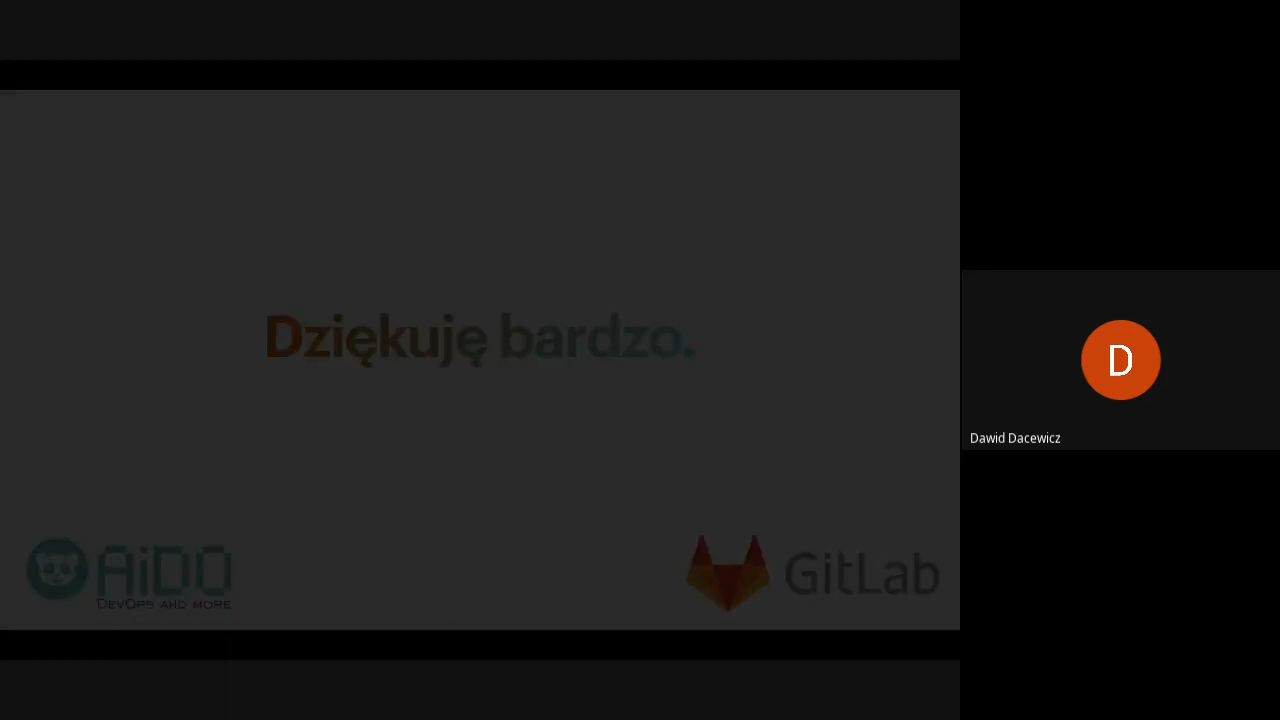 Dziękuję bardzo.
D
Dawid Dacewicz
AiDO
DevOps and more
GitLab